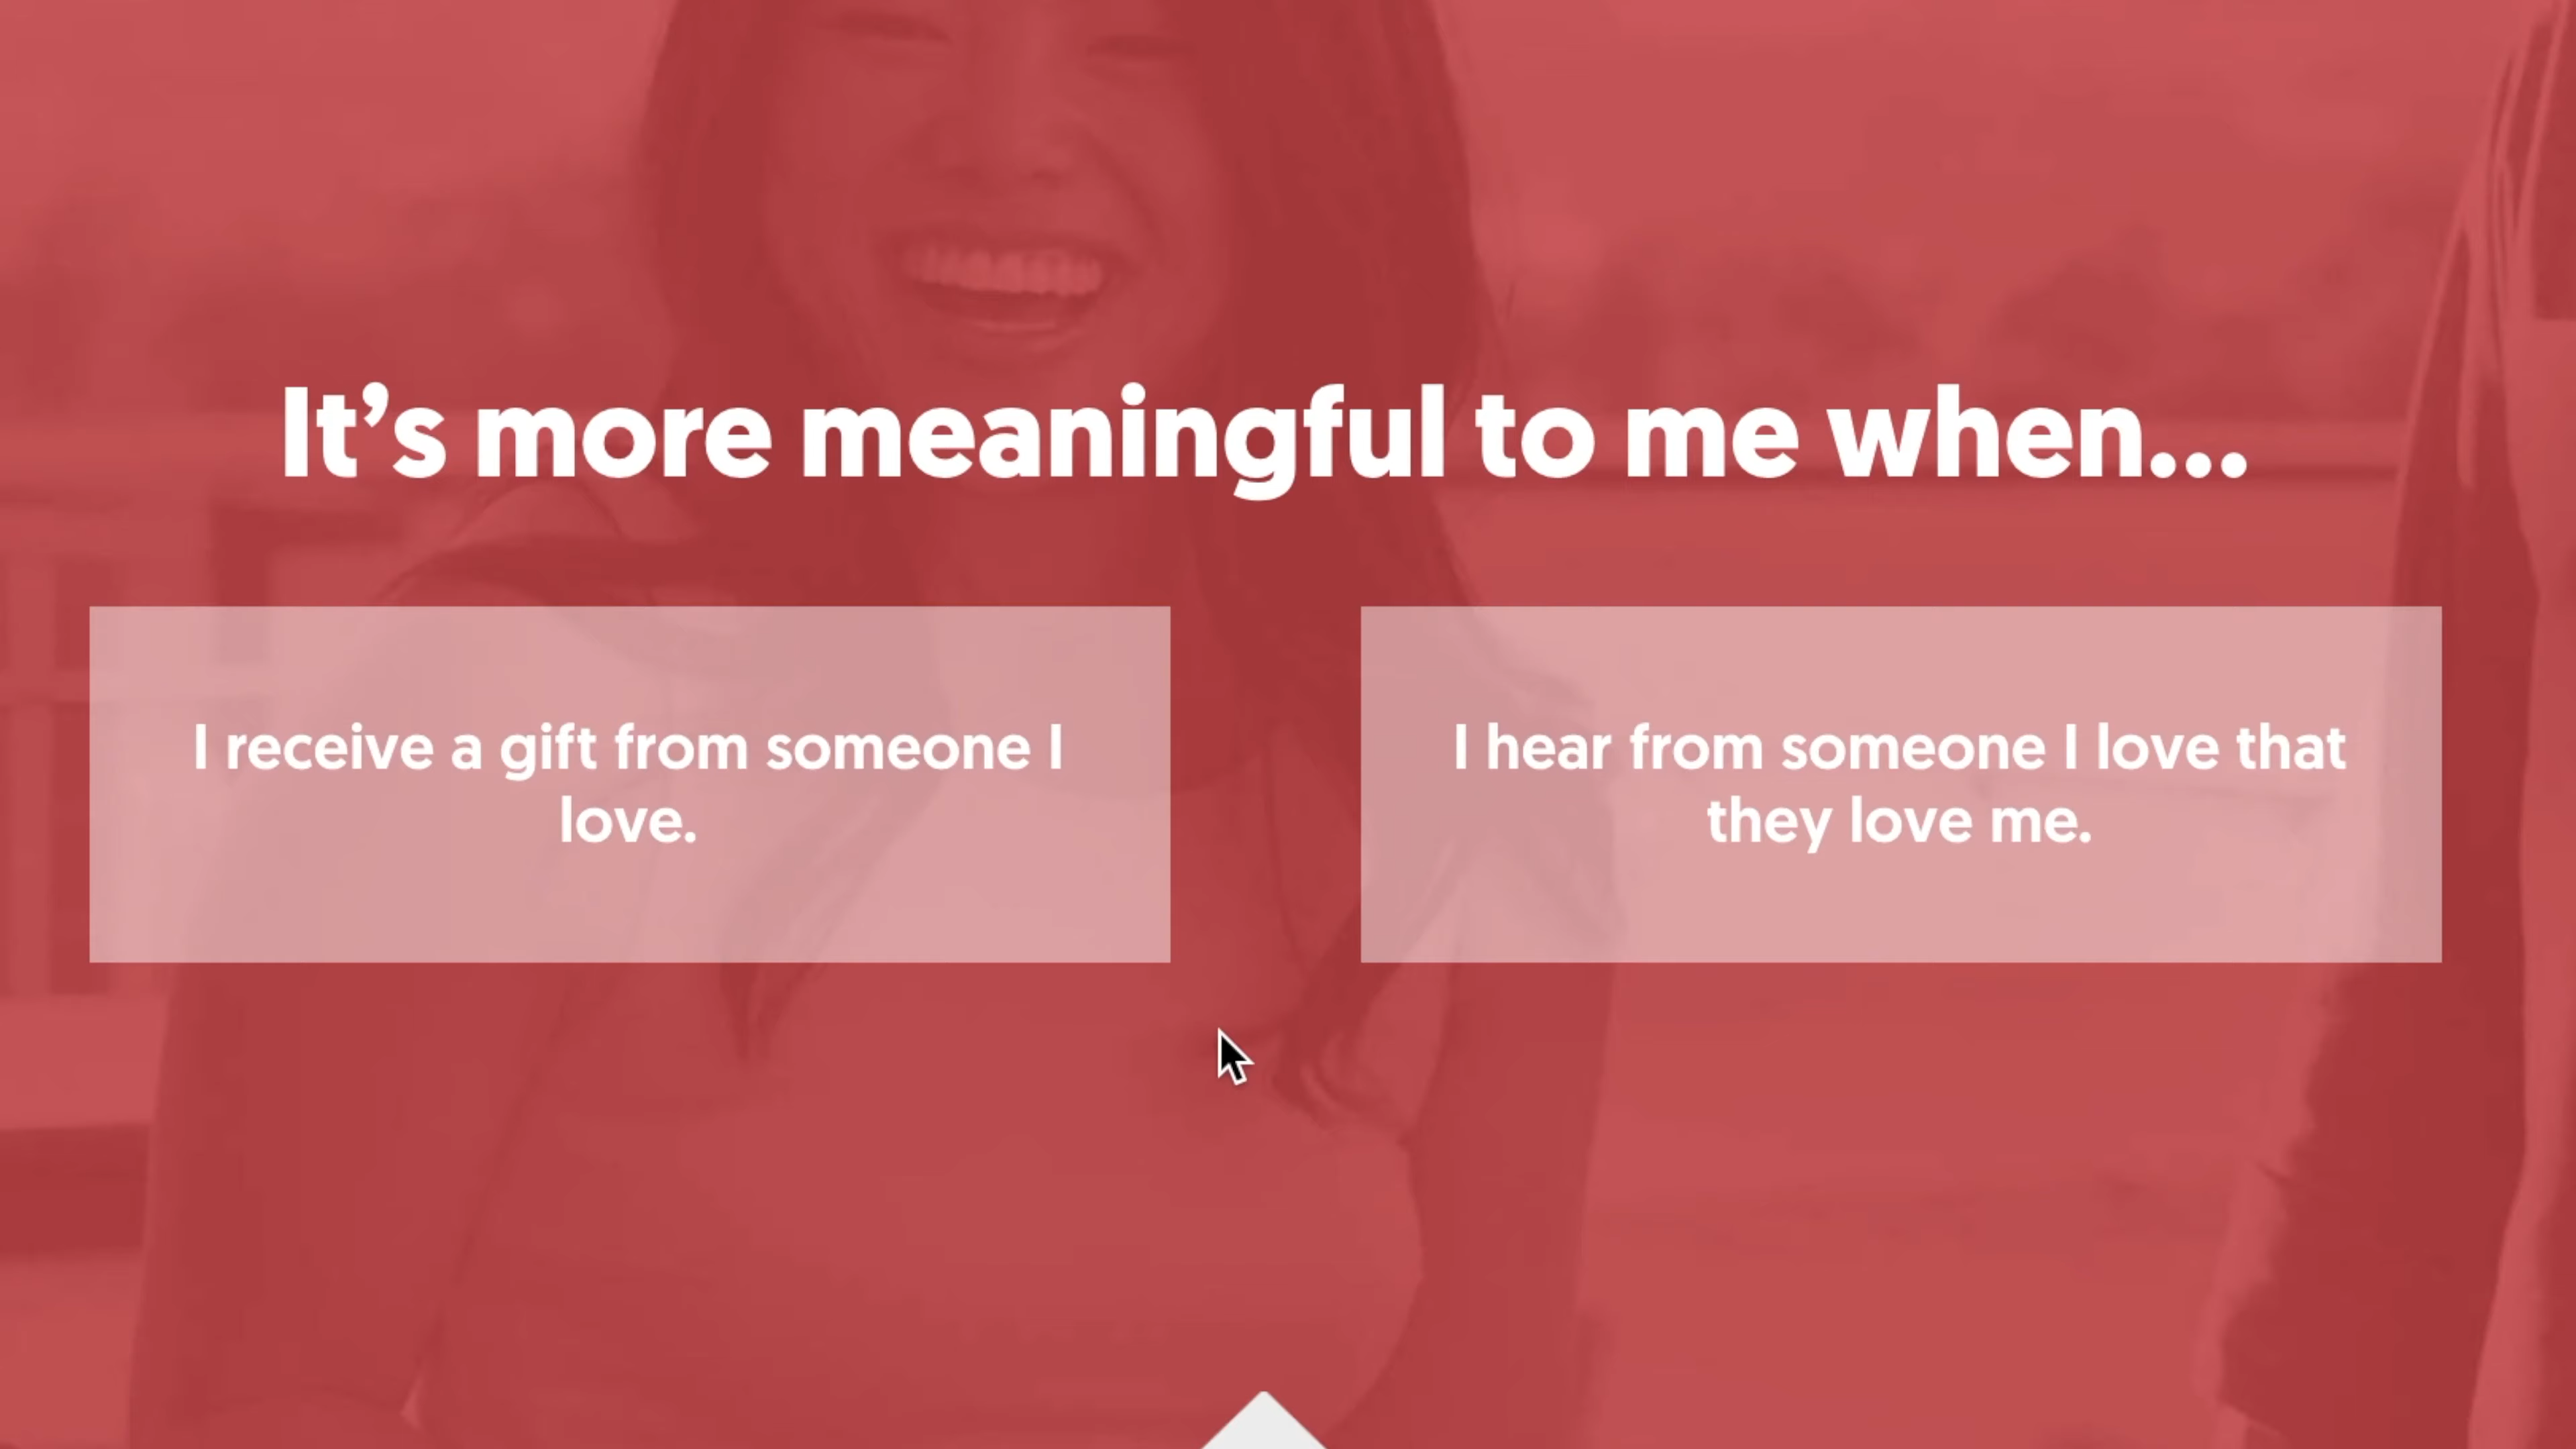 It’s more meaningful to me when...
I receive a gift from someone I
love.
I hear from someone I love that
they love me.